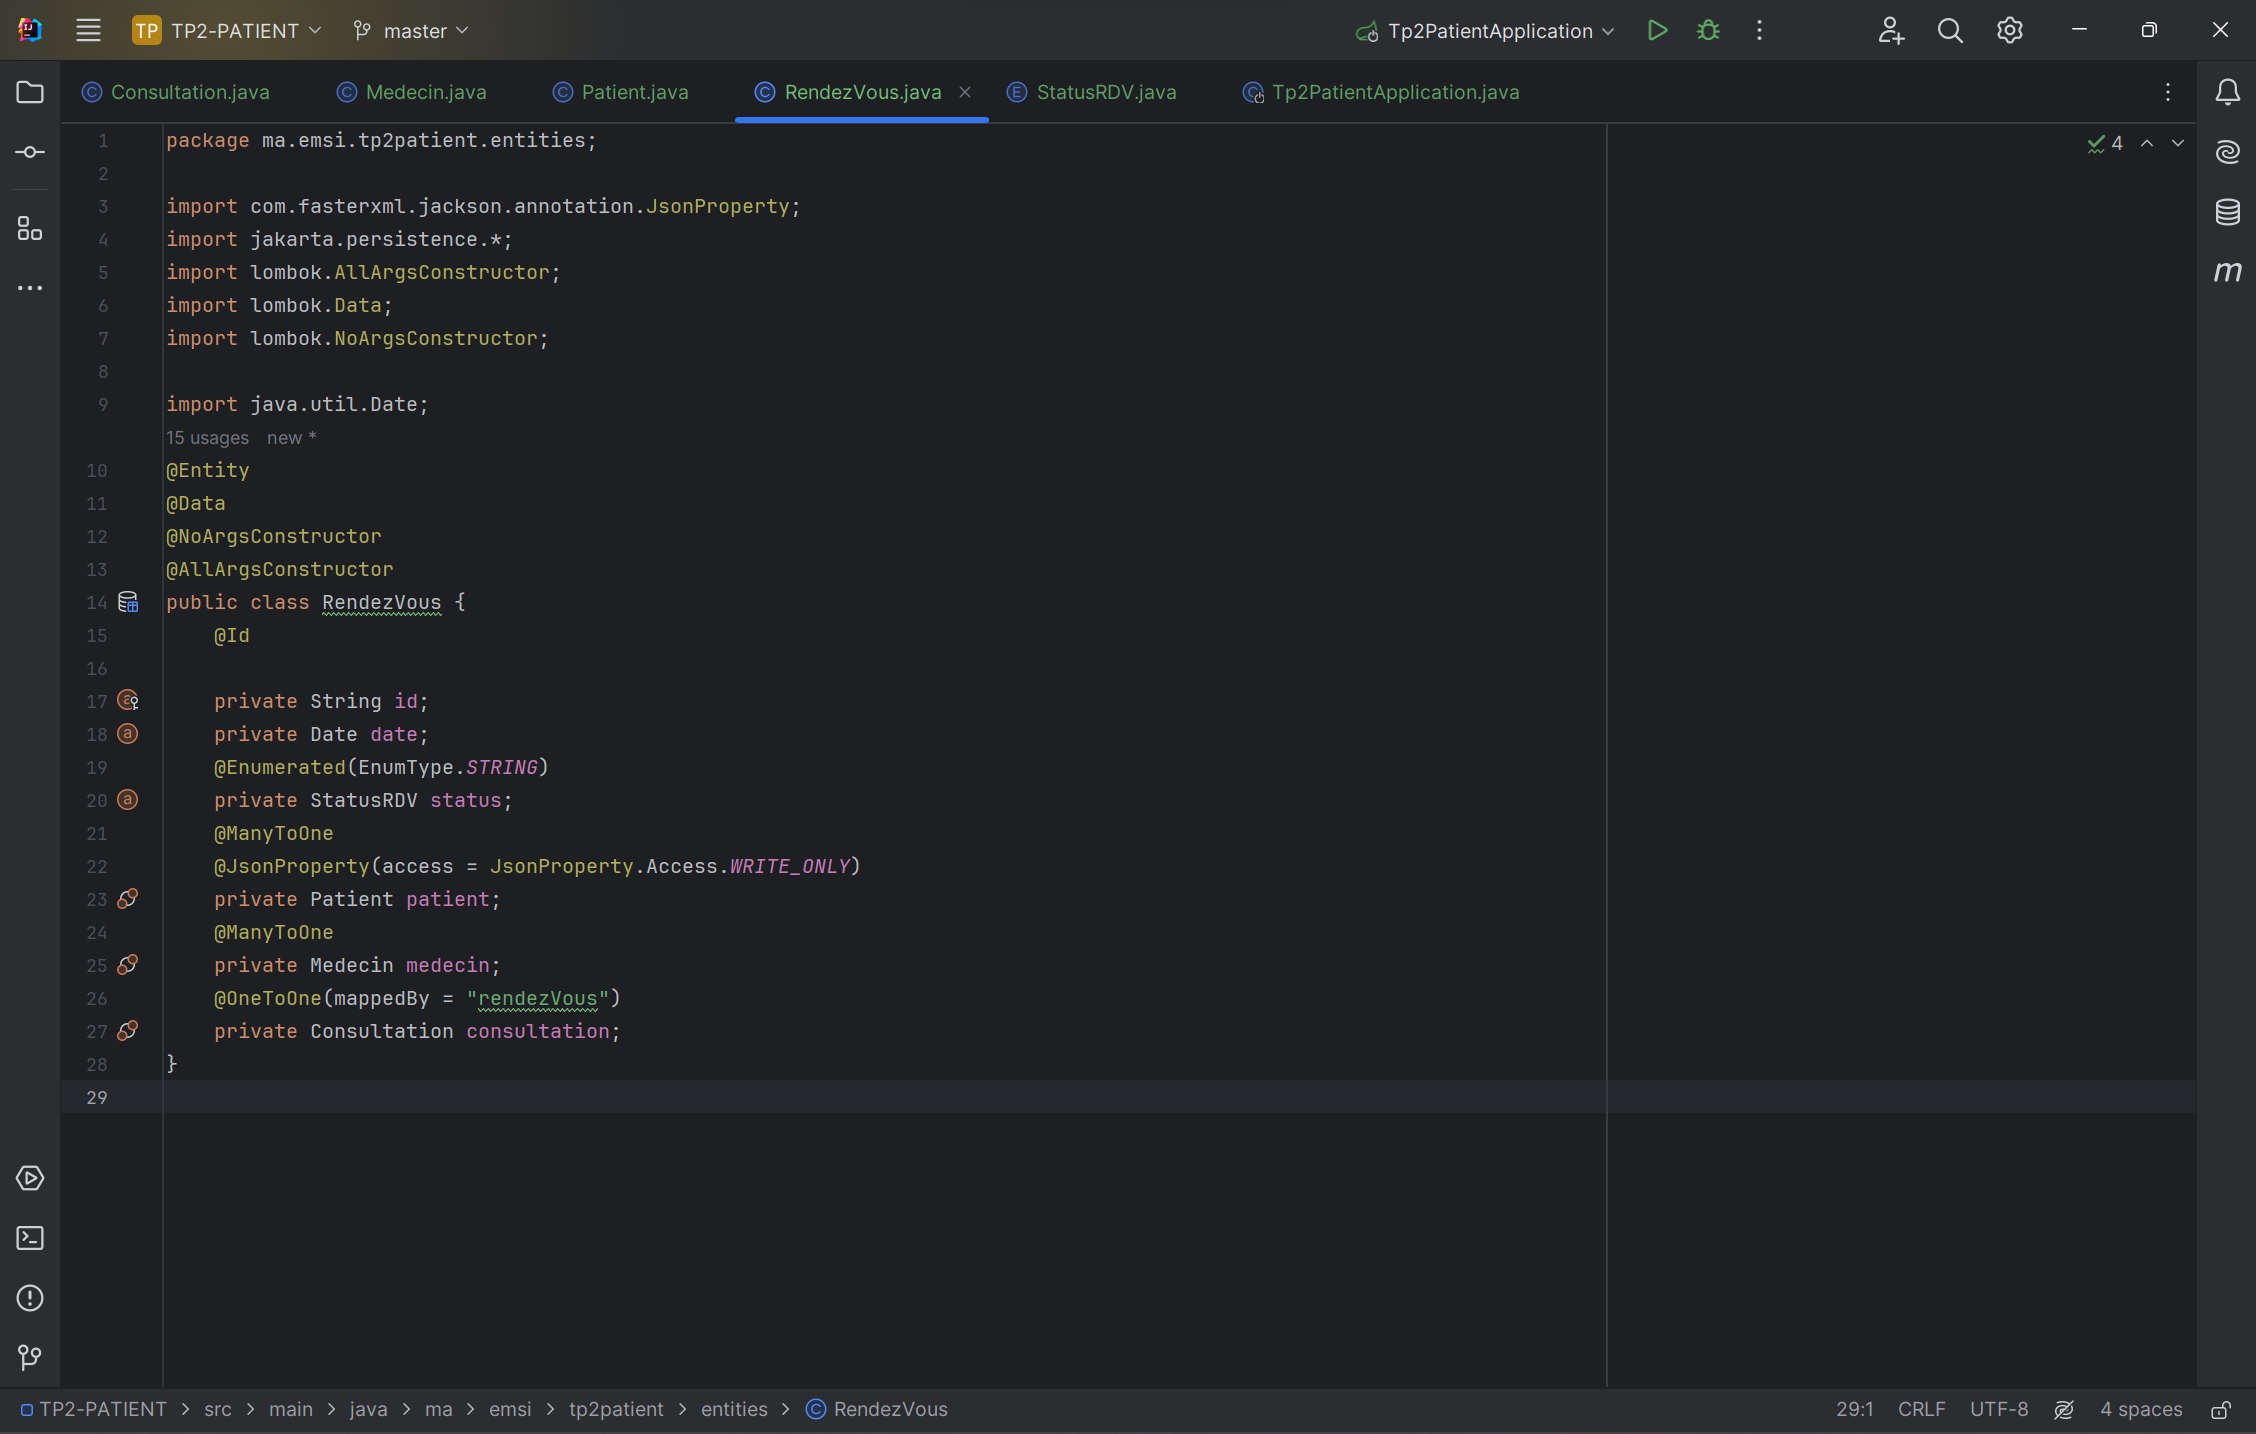 TP TP2-PATIENT master Tp2PatientApplication
Consultation.java Medecin.java Patient.java RendezVous.java StatusRDV.java Tp2PatientApplication.java
4
1 package ma.emsi.tp2patient.entities;
2
3 import com.fasterxml.jackson.annotation.JsonProperty;
4 import jakarta.persistence.*;
5 import lombok.AllArgsConstructor;
6 import lombok.Data;
7 import lombok.NoArgsConstructor;
8
9 import java.util.Date;
15 usages new *
10 @Entity
11 @Data
12 @NoArgsConstructor
13 @AllArgsConstructor
14 public class RendezVous {
15 @Id
16
17 private String id;
18 private Date date;
19 @Enumerated(EnumType.STRING)
20 private StatusRDV status;
21 @ManyToOne
22 @JsonProperty(access = JsonProperty.Access.WRITE_ONLY)
23 private Patient patient;
24 @ManyToOne
25 private Medecin medecin;
26 @OneToOne(mappedBy = "rendezVous")
27 private Consultation consultation;
28 }
29
TP2-PATIENT > src > main > java > ma > emsi > tp2patient > entities > RendezVous 29:1 CRLF UTF-8 4 spaces